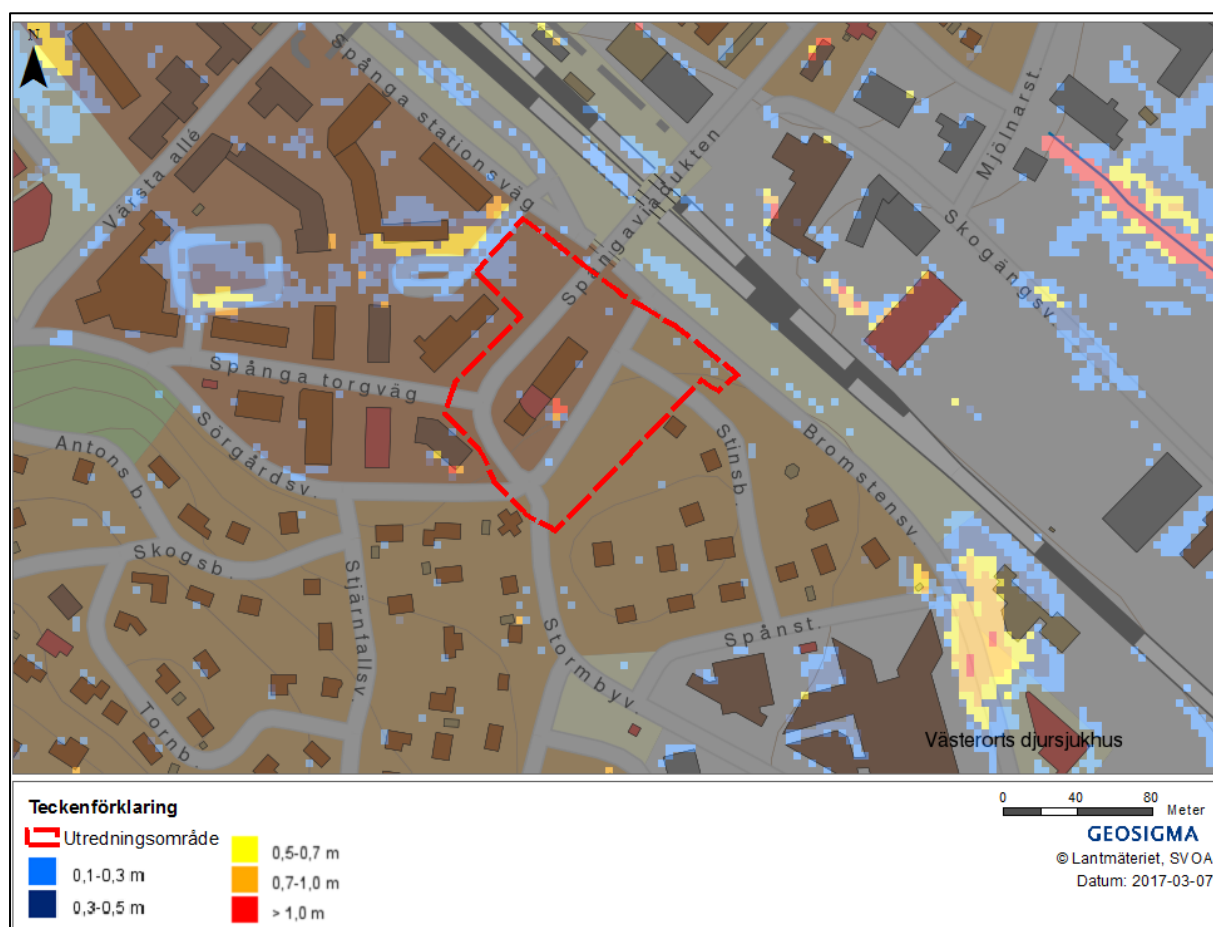 N
Spånga stationsväg
Värsta allé
Spångaviadukten
Mjölnarst.
Skogängsv.
Spånga torgväg
Sörgårdsv.
Antons b.
Skogsb.
Stjärnfallsv.
Tornb.
Stormbyv.
Stinsb.
Bromstensv.
Spånst.
Västerorts djursjukhus
Teckenförklaring
Utredningsområde
0,1-0,3 m
0,3-0,5 m
0,5-0,7 m
0,7-1,0 m
> 1,0 m
0 40 80
Meter
GEOSIGMA
© Lantmäteriet, SVOA
Datum: 2017-03-07